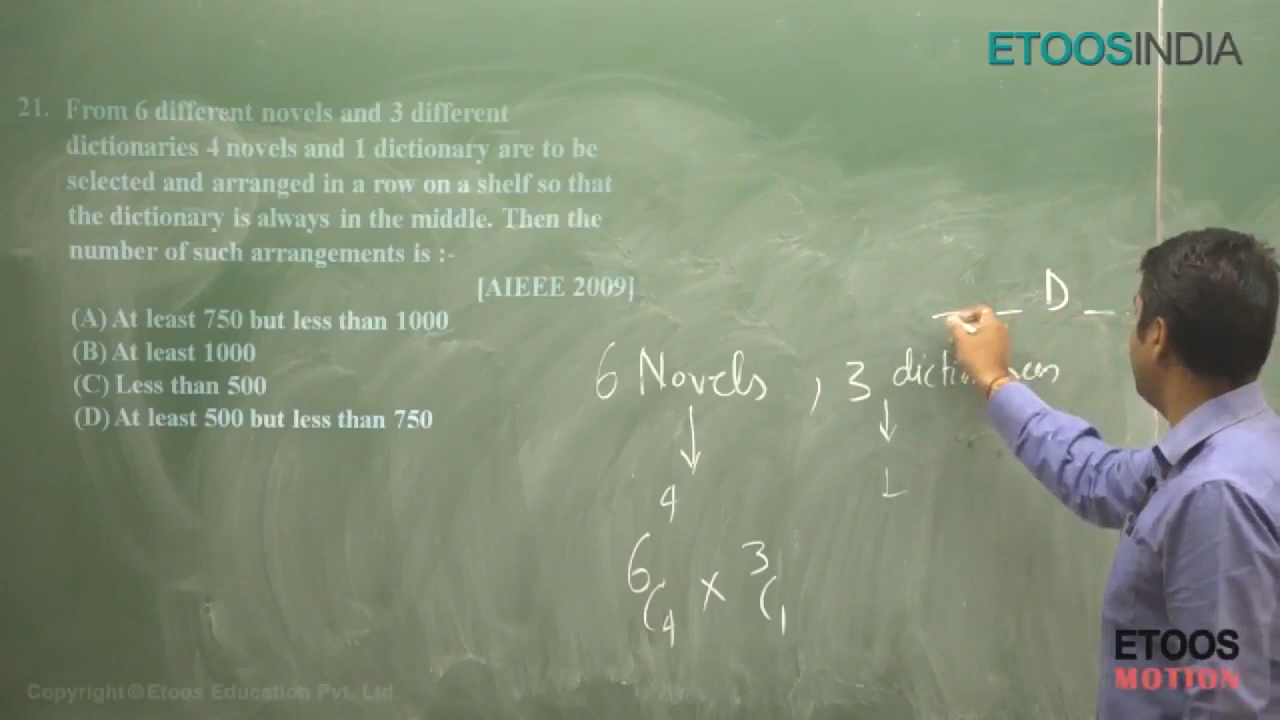 ETOOSINDIA
21. From 6 different novels and 3 different
dictionaries 4 novels and 1 dictionary are to be
selected and arranged in a row on a shelf so that
the dictionary is always in the middle. Then the
number of such arrangements is :-
[AIEEE 2009]
(A) At least 750 but less than 1000
(B) At least 1000
(C) Less than 500
(D) At least 500 but less than 750
_ _ D _
6 Novels , 3
↓ ↓
4 1
⁶C₄ × ³C₁
ETOOS
MOTION
Copyright © Etoos Education Pvt. Ltd.